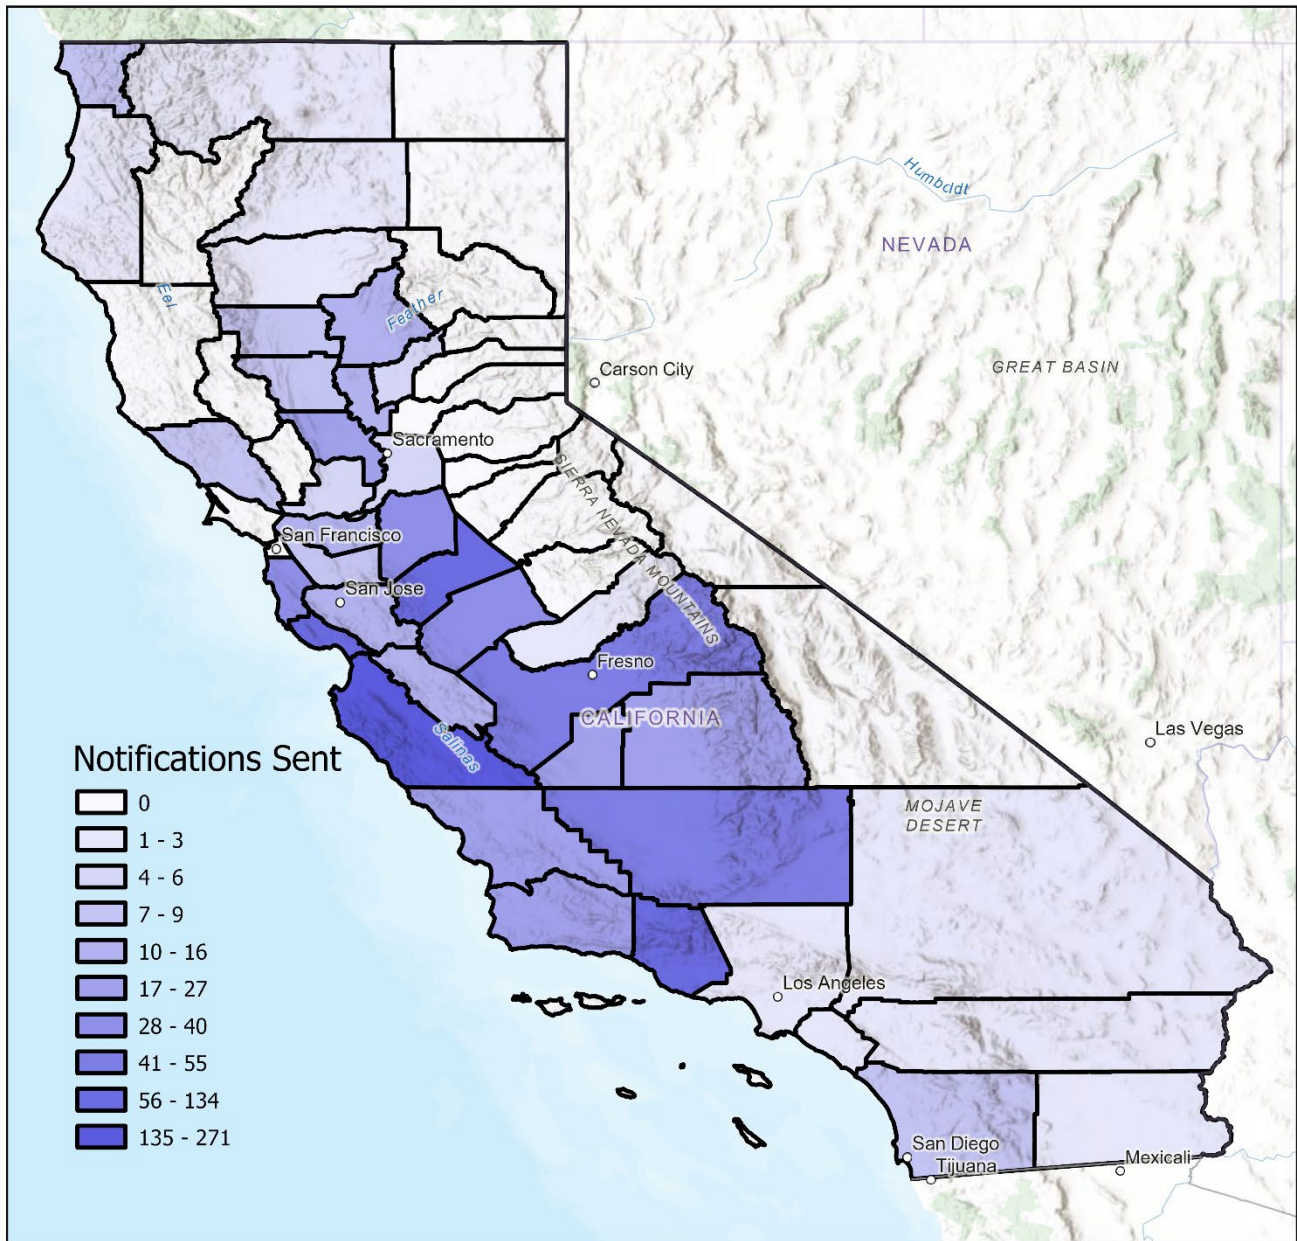 Humbcldt
NEVADA
Eel
Feather
Carson City
GREAT BASIN
Sacramento
SIERRA NEVADA MOUNTAINS
San Francisco
San Jose
Fresno
CALIFORNIA
Salinas
Las Vegas
Notifications Sent
0
1 - 3
4 - 6
7 - 9
10 - 16
17 - 27
28 - 40
41 - 55
56 - 134
135 - 271
MOJAVE
DESERT
Los Angeles
San Diego
Tijuana
Mexicali